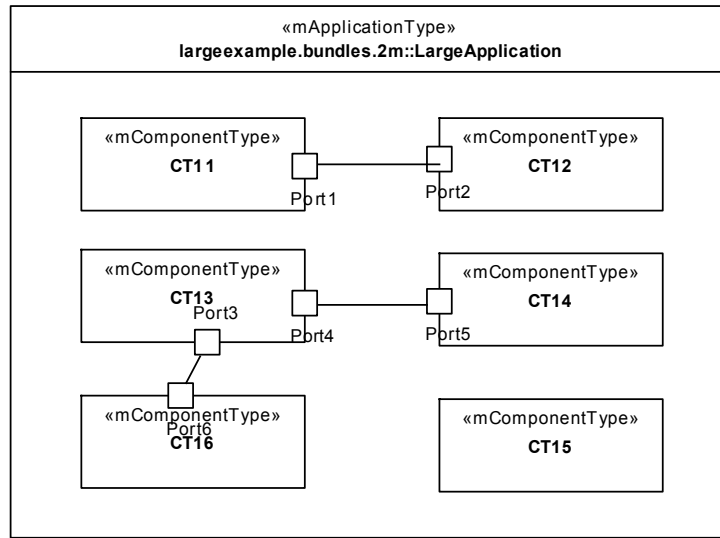 «mApplicationType»
largeexample.bundles.2m::LargeApplication
«mComponentType»
CT11
Port1
«mComponentType»
CT12
Port2
«mComponentType»
CT13
Port3
Port4
«mComponentType»
CT14
Port5
«mComponentType»
Port6
CT16
«mComponentType»
CT15